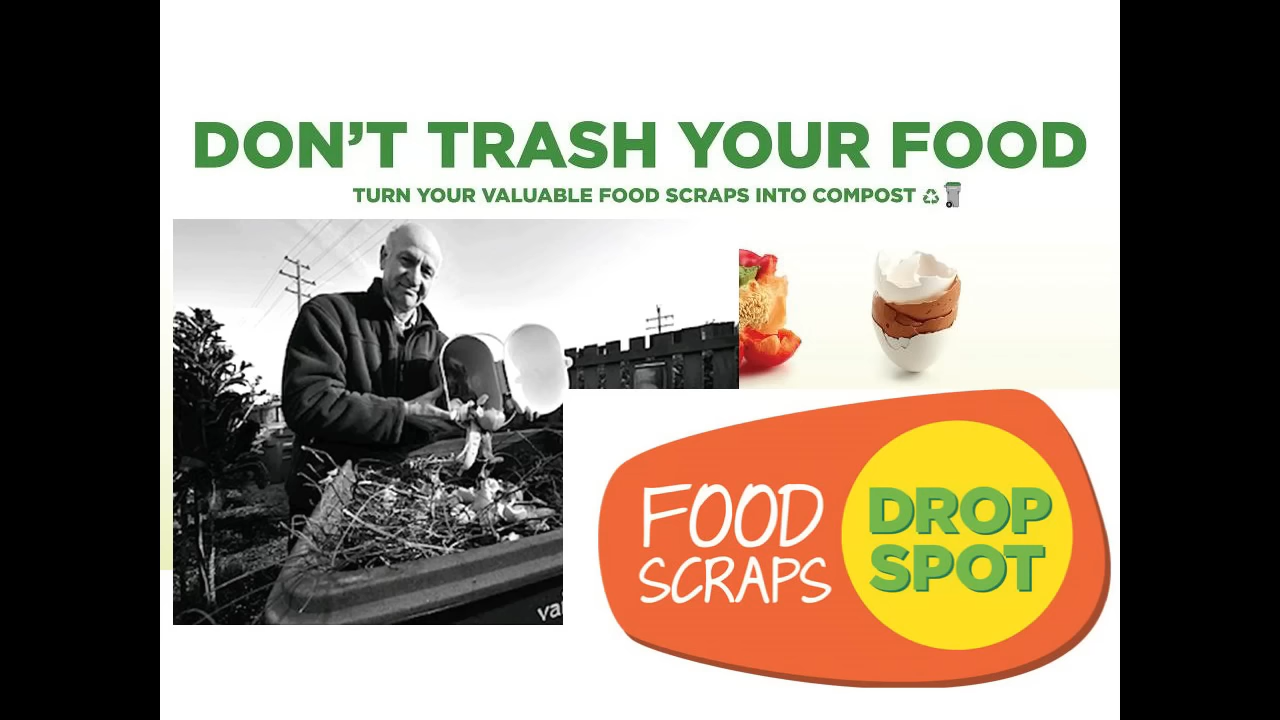 DON'T TRASH YOUR FOOD
TURN YOUR VALUABLE FOOD SCRAPS INTO COMPOST
FOOD
SCRAPS
DROP
SPOT